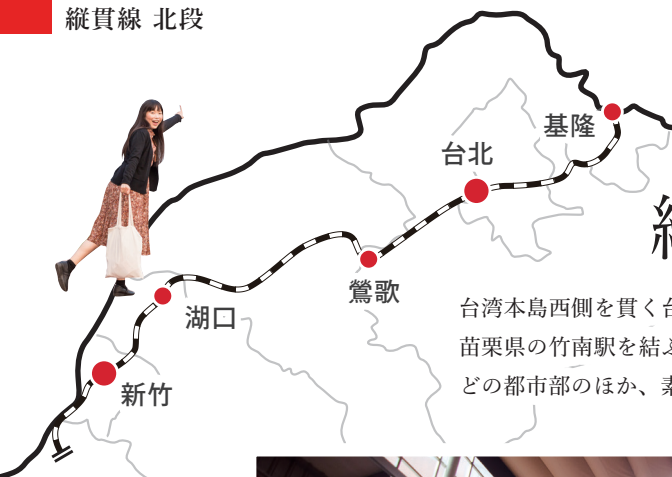 縦貫線 北段
基隆
台北
鶯歌
湖口
新竹
台湾本島西側を貫く
苗栗県の竹南駅を結
どの都市部のほか、